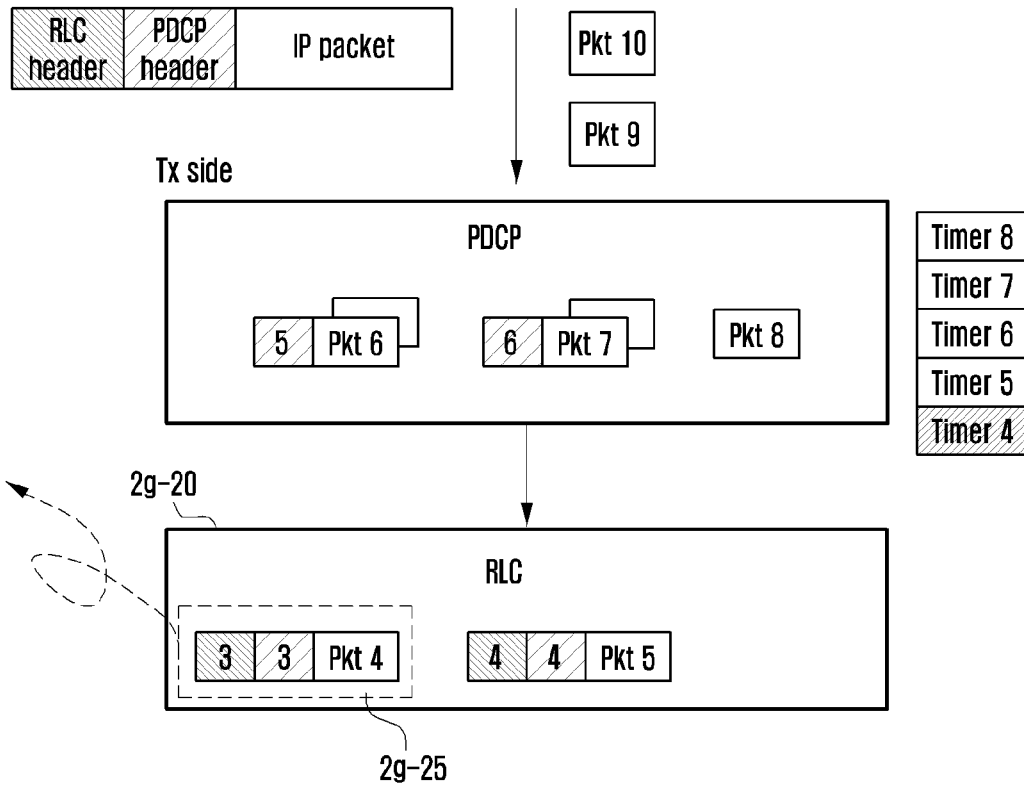 RLC header
PDCP header
IP packet
Pkt 10
Pkt 9
Tx side
PDCP
5
Pkt 6
6
Pkt 7
Pkt 8
Timer 8
Timer 7
Timer 6
Timer 5
Timer 4
2g-20
RLC
3
3
Pkt 4
4
4
Pkt 5
2g-25